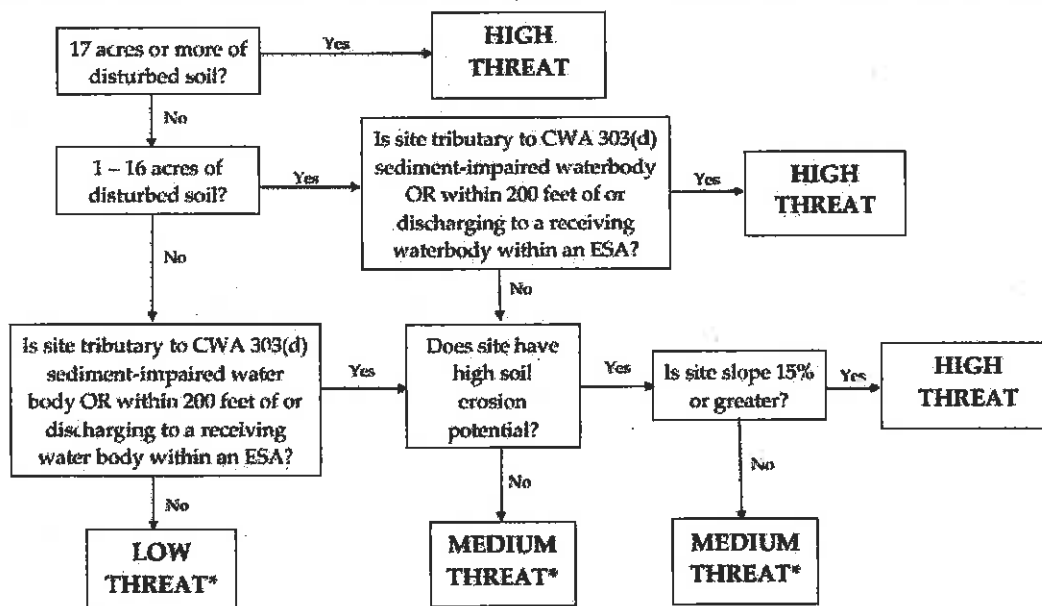 17 acres or more of
disturbed soil?
Yes
HIGH
THREAT
No
1 – 16 acres of
disturbed soil?
Yes
Is site tributary to CWA 303(d)
sediment-impaired waterbody
OR within 200 feet of or
discharging to a receiving
waterbody within an ESA?
Yes
HIGH
THREAT
No
No
Is site tributary to CWA 303(d)
sediment-impaired water
body OR within 200 feet of or
discharging to a receiving
water body within an ESA?
Yes
Does site have
high soil
erosion
potential?
Yes
Is site slope 15%
or greater?
Yes
HIGH
THREAT
No
LOW
THREAT*
No
MEDIUM
THREAT*
No
MEDIUM
THREAT*